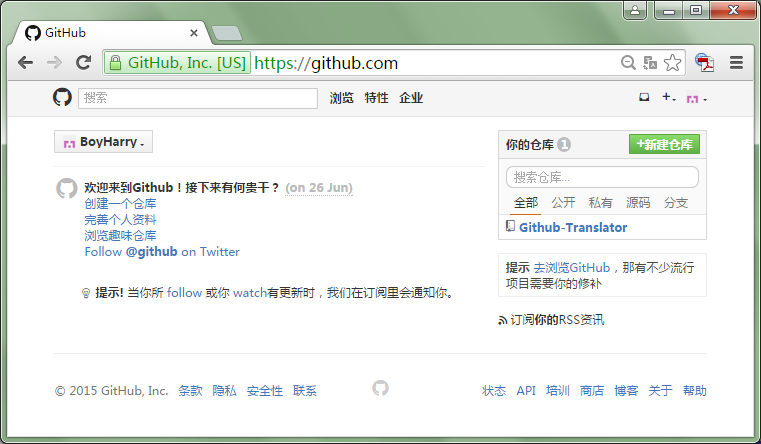 GitHub
GitHub, Inc. [US] https://github.com
搜索 浏览 特性 企业
BoyHarry
欢迎来到Github！接下来有何贵干？ (on 26 Jun)
创建一个仓库
完善个人资料
浏览趣味仓库
Follow @github on Twitter
提示! 当你所 follow 或你 watch有更新时，我们在订阅里会通知你。
你的仓库 1 +新建仓库
搜索仓库...
全部 公开 私有 源码 分支
Github-Translator
提示 去浏览GitHub，那有不少流行
项目需要你的修补
订阅你的RSS资讯
© 2015 GitHub, Inc. 条款 隐私 安全性 联系
状态 API 培训 商店 博客 关于 帮助